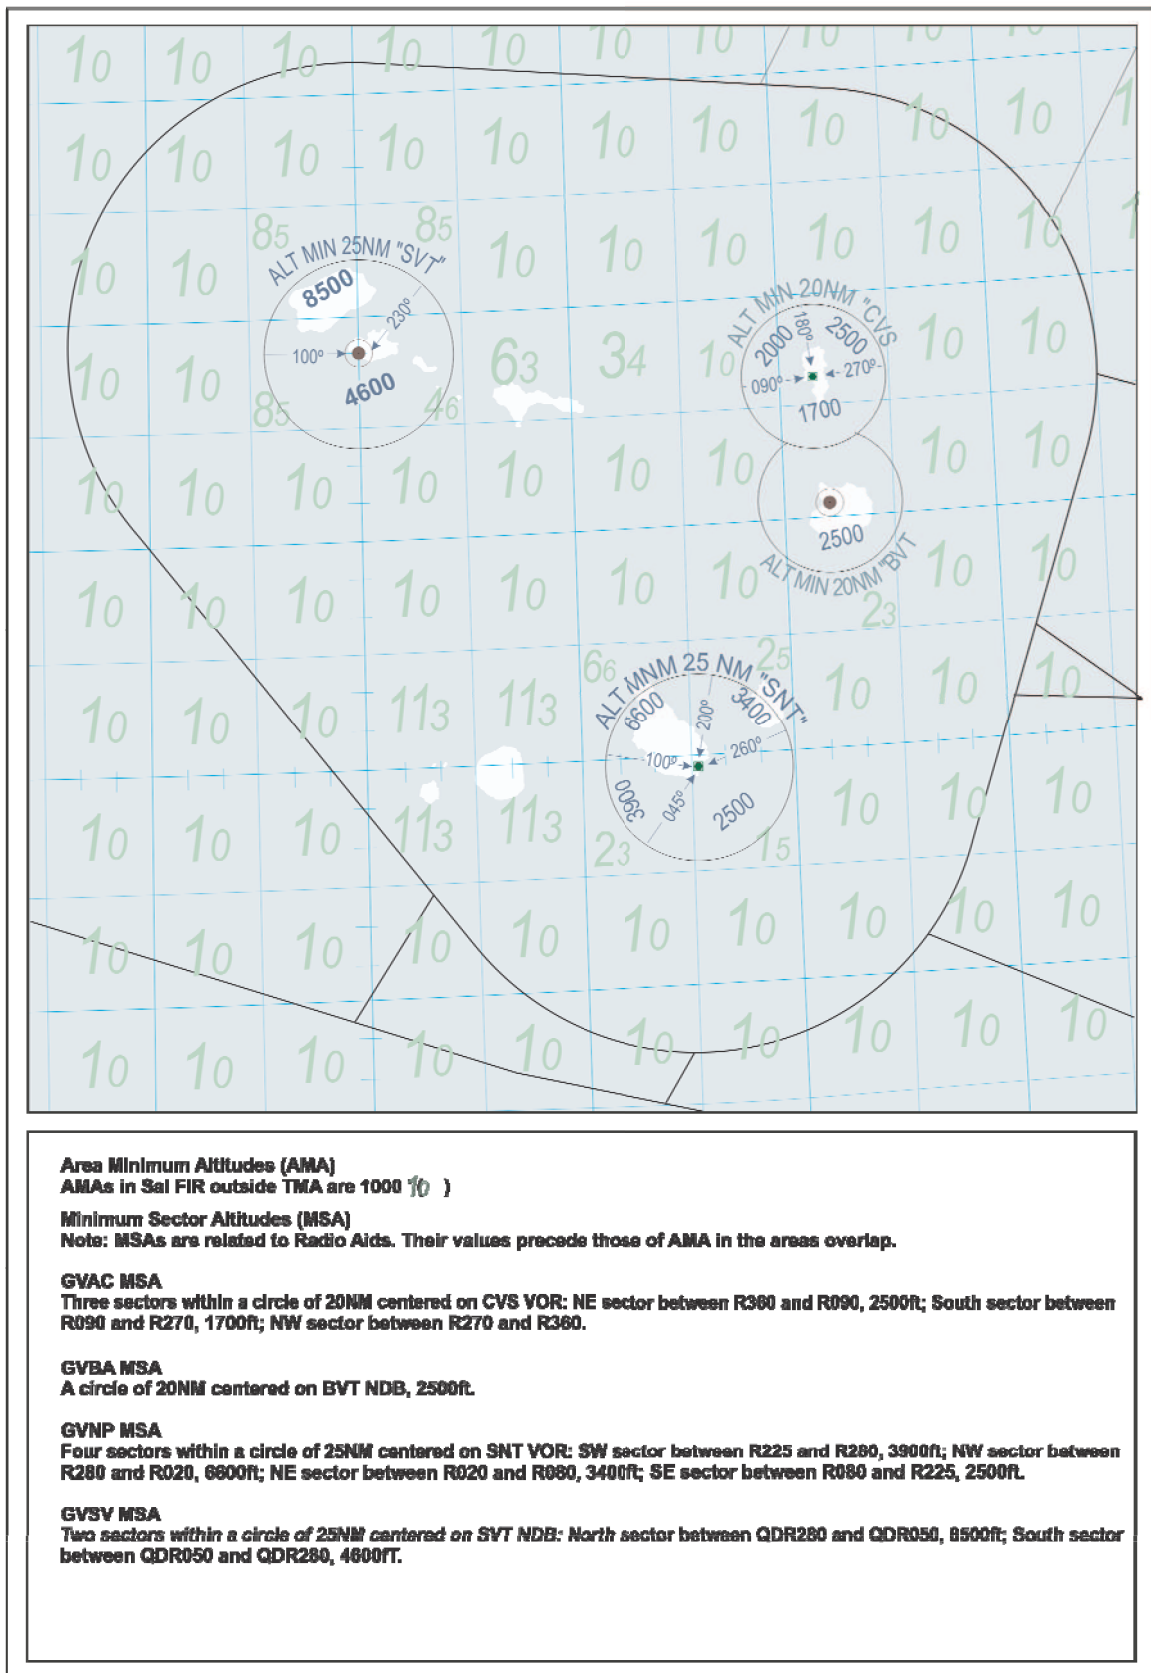 10 10 10 10 10 10 10 10 10
10 10 10 10 10 10 10 10 10 1
85 85
10 10 10 10 10 10 10 10 1
ALT MIN 25NM "SVT"
8500
230º
100º
4600
85 46
10 10 63 34 10 10 10
ALT MIN 20NM "CVS
2000 180º 2500
090º 270º
1700
10 10 10 10 10 10 10 10 10
2500
ALT MIN 20NM "BVT
10 10 10 10 10 10 10 10 10
23
66 25
10 10 10 113 113 10 10 10
ALT MNM 25 NM "SNT"
6600 3400
200º
100º 260º
3900 045º 2500
10 10 10 113 113 23 15 10 10 10
10 10 10 10 10 10 10 10 10 10
10 10 10 10 10 10 10 10 10 10
Area Minimum Altitudes (AMA)
AMAs in Sal FIR outside TMA are 1000 '( 10 )
Minimum Sector Altitudes (MSA)
Note: MSAs are related to Radio Aids. Their values precede those of AMA in the areas overlap.
GVAC MSA
Three sectors within a circle of 20NM centered on CVS VOR: NE sector between R360 and R090, 2500ft; South sector between
R090 and R270, 1700ft; NW sector between R270 and R360.
GVBA MSA
A circle of 20NM centered on BVT NDB, 2500ft.
GVNP MSA
Four sectors within a circle of 25NM centered on SNT VOR: SW sector between R225 and R280, 3900ft; NW sector between
R280 and R020, 6600ft; NE sector between R020 and R080, 3400ft; SE sector between R080 and R225, 2500ft.
GVSV MSA
Two sectors within a circle of 25NM centered on SVT NDB: North sector between QDR280 and QDR050, 8500ft; South sector
between QDR050 and QDR280, 4600fT.